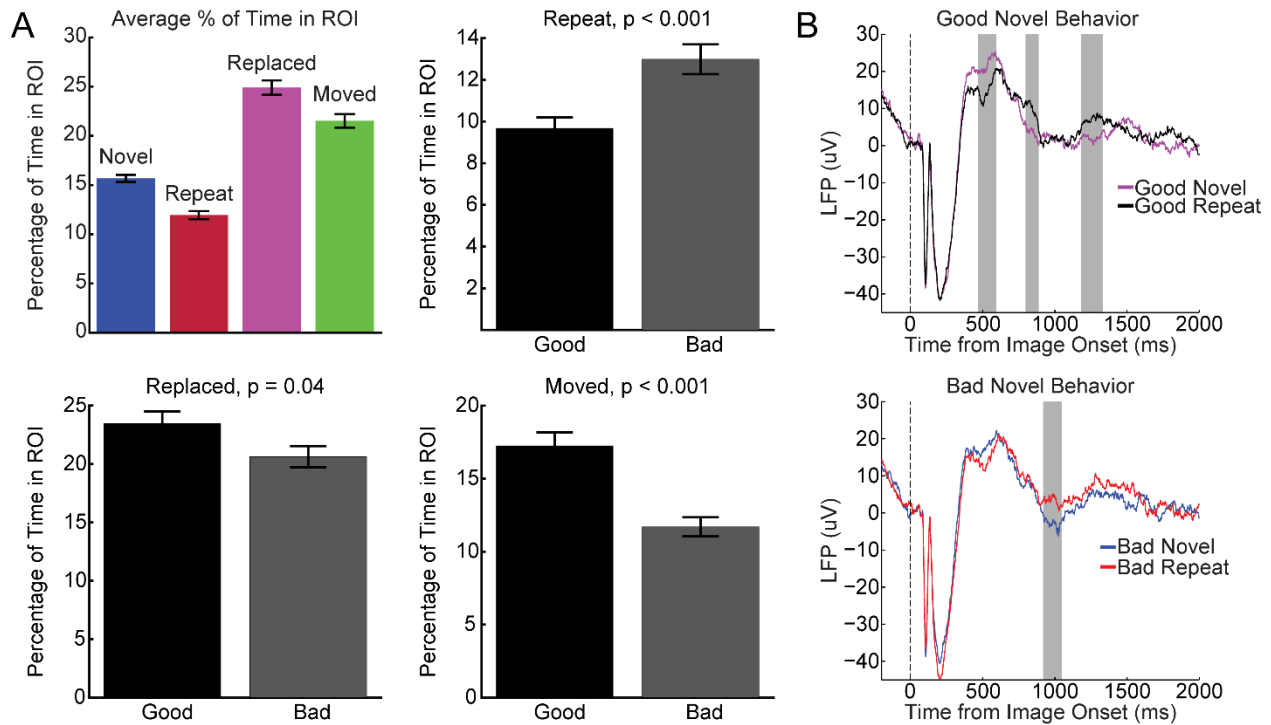 A
Average % of Time in ROI
Percentage of Time in ROI
30
25
20
15
10
5
0
Novel
Repeat
Replaced
Moved
Repeat, p < 0.001
Percentage of Time in ROI
14
12
10
8
6
4
2
Good
Bad
Replaced, p = 0.04
Percentage of Time in ROI
25
20
15
10
5
0
Good
Bad
Moved, p < 0.001
Percentage of Time in ROI
20
15
10
5
0
Good
Bad
B
Good Novel Behavior
LFP (uV)
30
20
10
0
−10
−20
−30
−40
Good Novel
Good Repeat
0
500
1000
1500
2000
Time from Image Onset (ms)
Bad Novel Behavior
LFP (uV)
30
20
10
0
−10
−20
−30
−40
Bad Novel
Bad Repeat
0
500
1000
1500
2000
Time from Image Onset (ms)